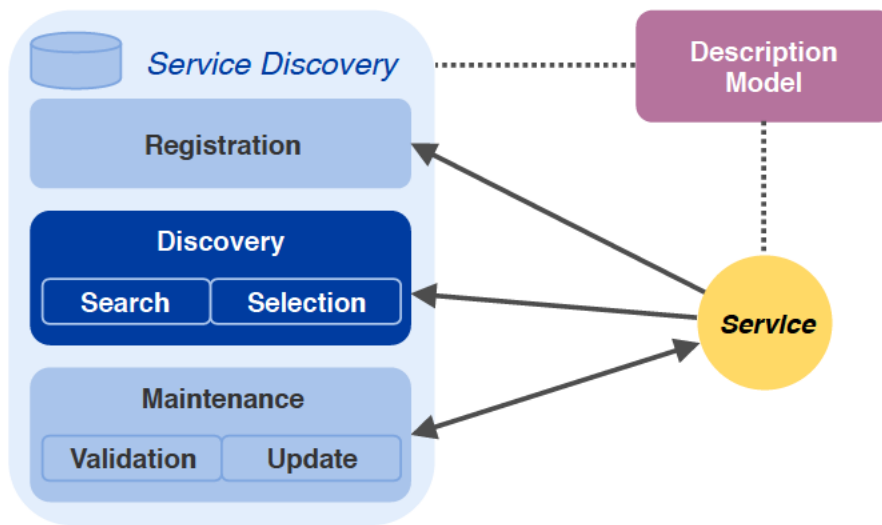 Service Discovery
Description
Model
Registration
Discovery
Search
Selection
Service
Maintenance
Validation
Update